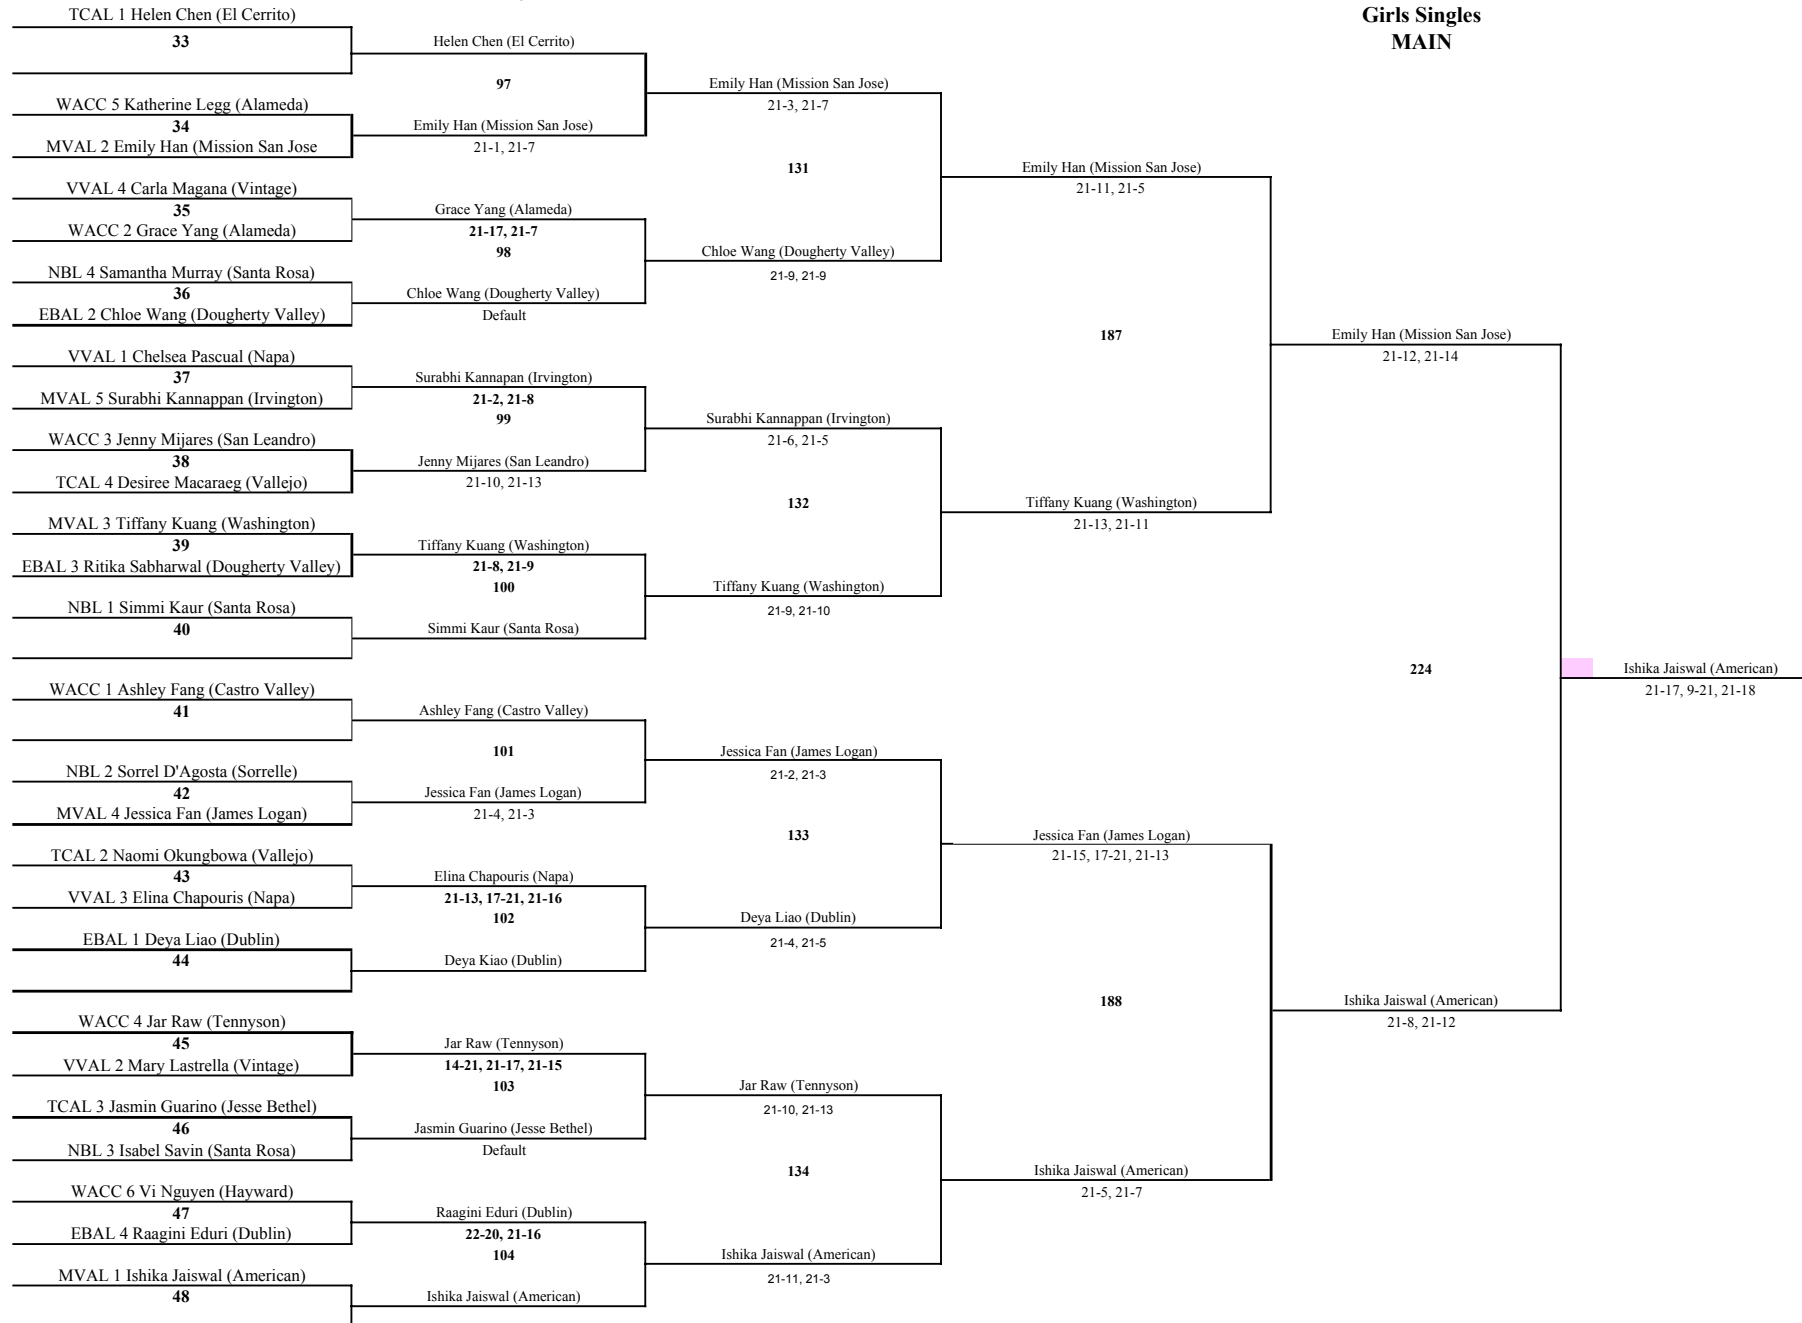 Girls Singles
MAIN
TCAL 1 Helen Chen (El Cerrito)
33
WACC 5 Katherine Legg (Alameda)
34
MVAL 2 Emily Han (Mission San Jose
VVAL 4 Carla Magana (Vintage)
35
WACC 2 Grace Yang (Alameda)
NBL 4 Samantha Murray (Santa Rosa)
36
EBAL 2 Chloe Wang (Dougherty Valley)
VVAL 1 Chelsea Pascual (Napa)
37
MVAL 5 Surabhi Kannappan (Irvington)
WACC 3 Jenny Mijares (San Leandro)
38
TCAL 4 Desiree Macaraeg (Vallejo)
MVAL 3 Tiffany Kuang (Washington)
39
EBAL 3 Ritika Sabharwal (Dougherty Valley)
NBL 1 Simmi Kaur (Santa Rosa)
40
WACC 1 Ashley Fang (Castro Valley)
41
NBL 2 Sorrel D'Agosta (Sorrelle)
42
MVAL 4 Jessica Fan (James Logan)
TCAL 2 Naomi Okungbowa (Vallejo)
43
VVAL 3 Elina Chapouris (Napa)
EBAL 1 Deya Liao (Dublin)
44
WACC 4 Jar Raw (Tennyson)
45
VVAL 2 Mary Lastrella (Vintage)
TCAL 3 Jasmin Guarino (Jesse Bethel)
46
NBL 3 Isabel Savin (Santa Rosa)
WACC 6 Vi Nguyen (Hayward)
47
EBAL 4 Raagini Eduri (Dublin)
MVAL 1 Ishika Jaiswal (American)
48
Helen Chen (El Cerrito)
97
Emily Han (Mission San Jose)
21-1, 21-7
Grace Yang (Alameda)
21-17, 21-7
98
Chloe Wang (Dougherty Valley)
Default
Surabhi Kannapan (Irvington)
21-2, 21-8
99
Jenny Mijares (San Leandro)
21-10, 21-13
Tiffany Kuang (Washington)
21-8, 21-9
100
Simmi Kaur (Santa Rosa)
Ashley Fang (Castro Valley)
101
Jessica Fan (James Logan)
21-4, 21-3
Elina Chapouris (Napa)
21-13, 17-21, 21-16
102
Deya Kiao (Dublin)
Jar Raw (Tennyson)
14-21, 21-17, 21-15
103
Jasmin Guarino (Jesse Bethel)
Default
Raagini Eduri (Dublin)
22-20, 21-16
104
Ishika Jaiswal (American)
Emily Han (Mission San Jose)
21-3, 21-7
131
Chloe Wang (Dougherty Valley)
21-9, 21-9
Surabhi Kannappan (Irvington)
21-6, 21-5
132
Tiffany Kuang (Washington)
21-9, 21-10
Jessica Fan (James Logan)
21-2, 21-3
133
Deya Liao (Dublin)
21-4, 21-5
Jar Raw (Tennyson)
21-10, 21-13
134
Ishika Jaiswal (American)
21-11, 21-3
Emily Han (Mission San Jose)
21-11, 21-5
187
Tiffany Kuang (Washington)
21-13, 21-11
Jessica Fan (James Logan)
21-15, 17-21, 21-13
188
Ishika Jaiswal (American)
21-5, 21-7
Emily Han (Mission San Jose)
21-12, 21-14
224
Ishika Jaiswal (American)
21-8, 21-12
Ishika Jaiswal (American)
21-17, 9-21, 21-18